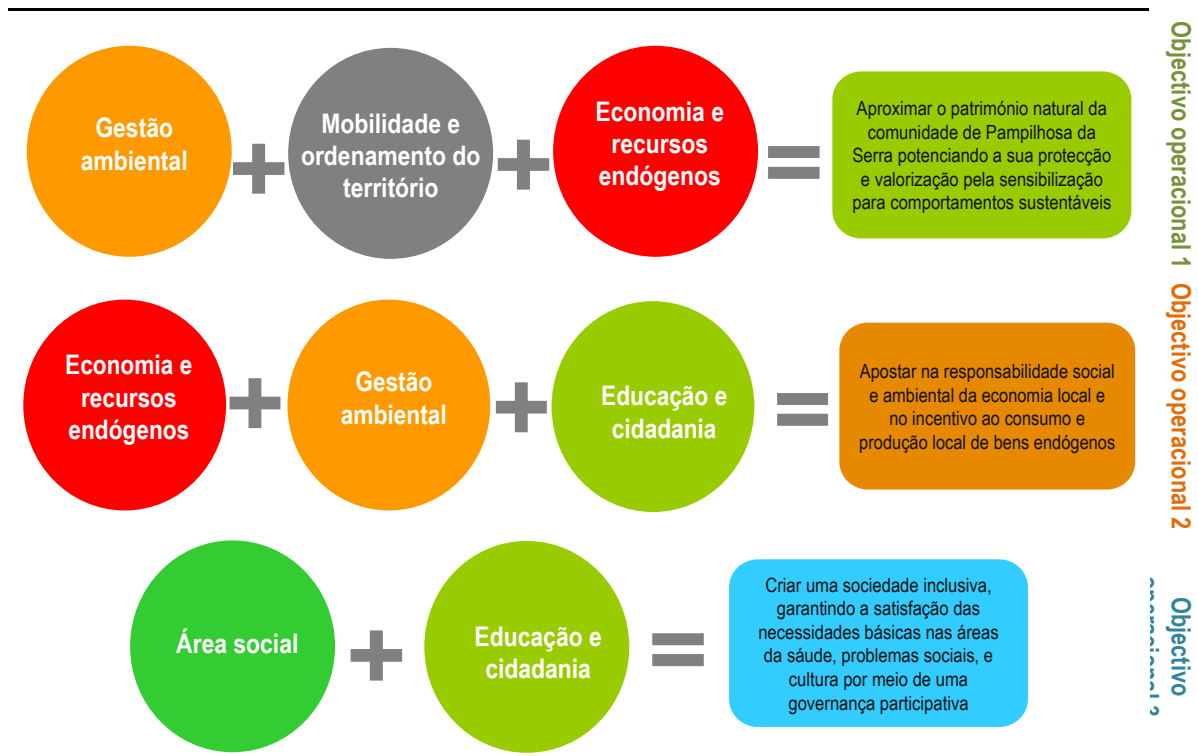 Gestão
ambiental
+
Mobilidade e
ordenamento do
território
+
Economia e
recursos
endógenos
=
Aproximar o património natural da
comunidade de Pampilhosa da
Serra potenciando a sua protecção
e valorização pela sensibilização
para comportamentos sustentáveis
Objectivo operacional 1
Economia e
recursos
endógenos
+
Gestão
ambiental
+
Educação e
cidadania
=
Apostar na responsabilidade social
e ambiental da economia local e
no incentivo ao consumo e
produção local de bens endógenos
Objectivo operacional 2
Área social
+
Educação e
cidadania
=
Criar uma sociedade inclusiva,
garantindo a satisfação das
necessidades básicas nas áreas
da sáude, problemas sociais, e
cultura por meio de uma
governança participativa
Objectivo